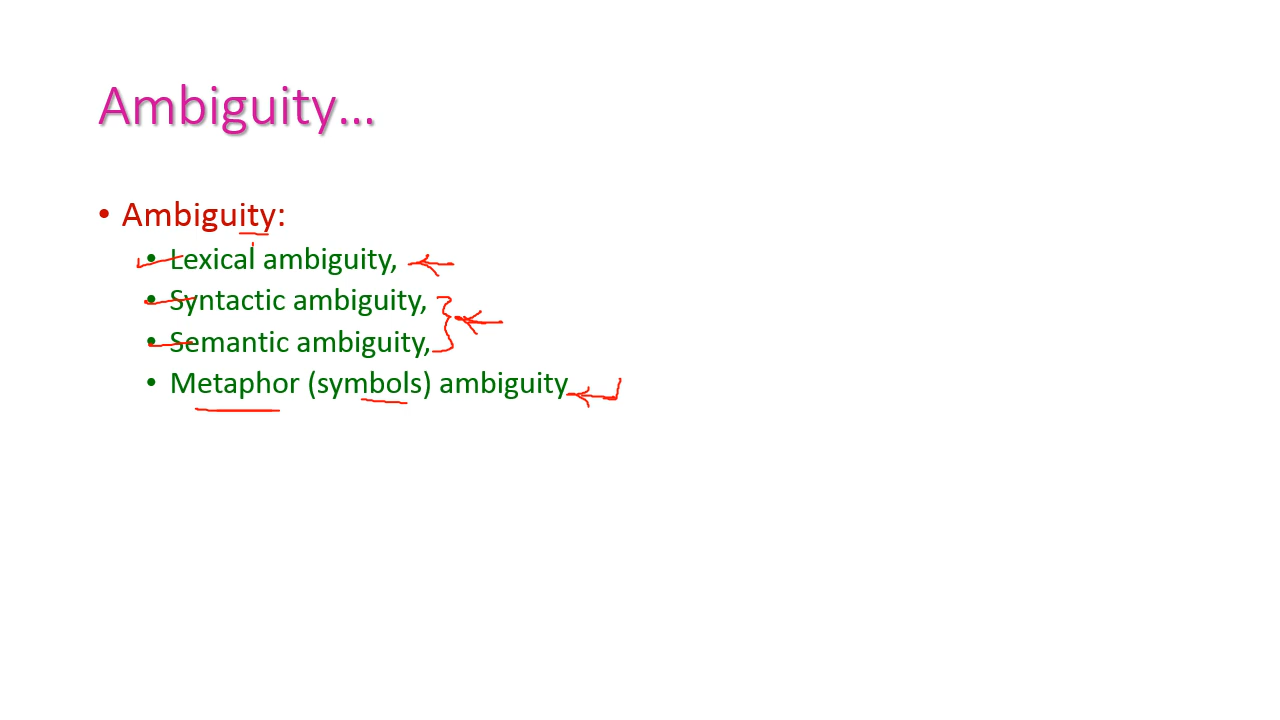 Ambiguity...
• Ambiguity:
• Lexical ambiguity,
• Syntactic ambiguity,
• Semantic ambiguity,
• Metaphor (symbols) ambiguity